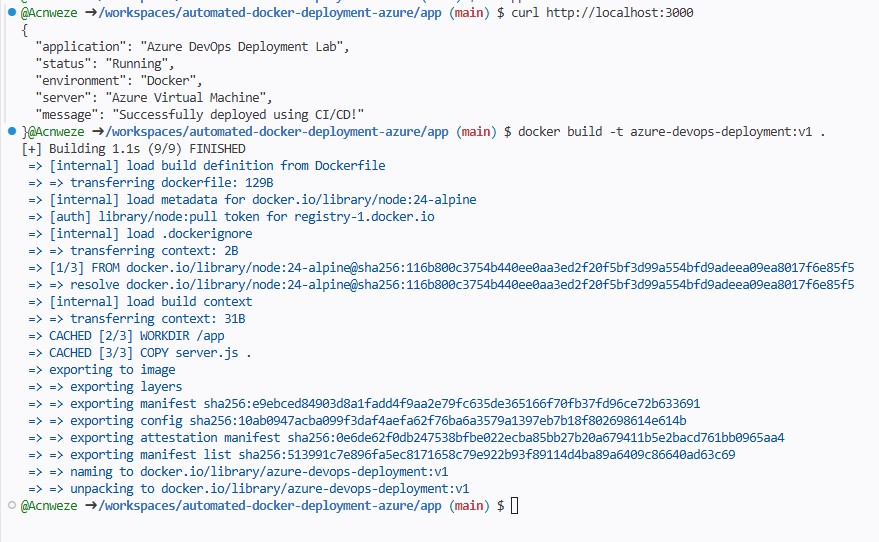 @Acnweze ➜/workspaces/automated-docker-deployment-azure/app (main) $ curl http://localhost:3000
{
  "application": "Azure DevOps Deployment Lab",
  "status": "Running",
  "environment": "Docker",
  "server": "Azure Virtual Machine",
  "message": "Successfully deployed using CI/CD!"
}@Acnweze ➜/workspaces/automated-docker-deployment-azure/app (main) $ docker build -t azure-devops-deployment:v1 .
[+] Building 1.1s (9/9) FINISHED
 => [internal] load build definition from Dockerfile
 => => transferring dockerfile: 129B
 => [internal] load metadata for docker.io/library/node:24-alpine
 => [auth] library/node:pull token for registry-1.docker.io
 => [internal] load .dockerignore
 => => transferring context: 2B
 => [1/3] FROM docker.io/library/node:24-alpine@sha256:116b800c3754b440ee0aa3ed2f20f5bf3d99a554bfd9adeea09ea8017f6e85f5
 => => resolve docker.io/library/node:24-alpine@sha256:116b800c3754b440ee0aa3ed2f20f5bf3d99a554bfd9adeea09ea8017f6e85f5
 => [internal] load build context
 => => transferring context: 31B
 => CACHED [2/3] WORKDIR /app
 => CACHED [3/3] COPY server.js .
 => exporting to image
 => => exporting layers
 => => exporting manifest sha256:e9ebced84903d8a1fadd4f9aa2e79fc635de365166f70fb37fd96ce72b633691
 => => exporting config sha256:10ab0947acba099f3daf4aefa62f76ba6a3579a1397eb7b18f802698614e614b
 => => exporting attestation manifest sha256:0e6de62f0db247538bfbe022ecba85bb27b20a679411b5e2bacd761bb0965aa4
 => => exporting manifest list sha256:513991c7e896fa5ec8171658c79e922b93f89114d4ba89a6409c86640ad63c69
 => => naming to docker.io/library/azure-devops-deployment:v1
 => => unpacking to docker.io/library/azure-devops-deployment:v1
@Acnweze ➜/workspaces/automated-docker-deployment-azure/app (main) $